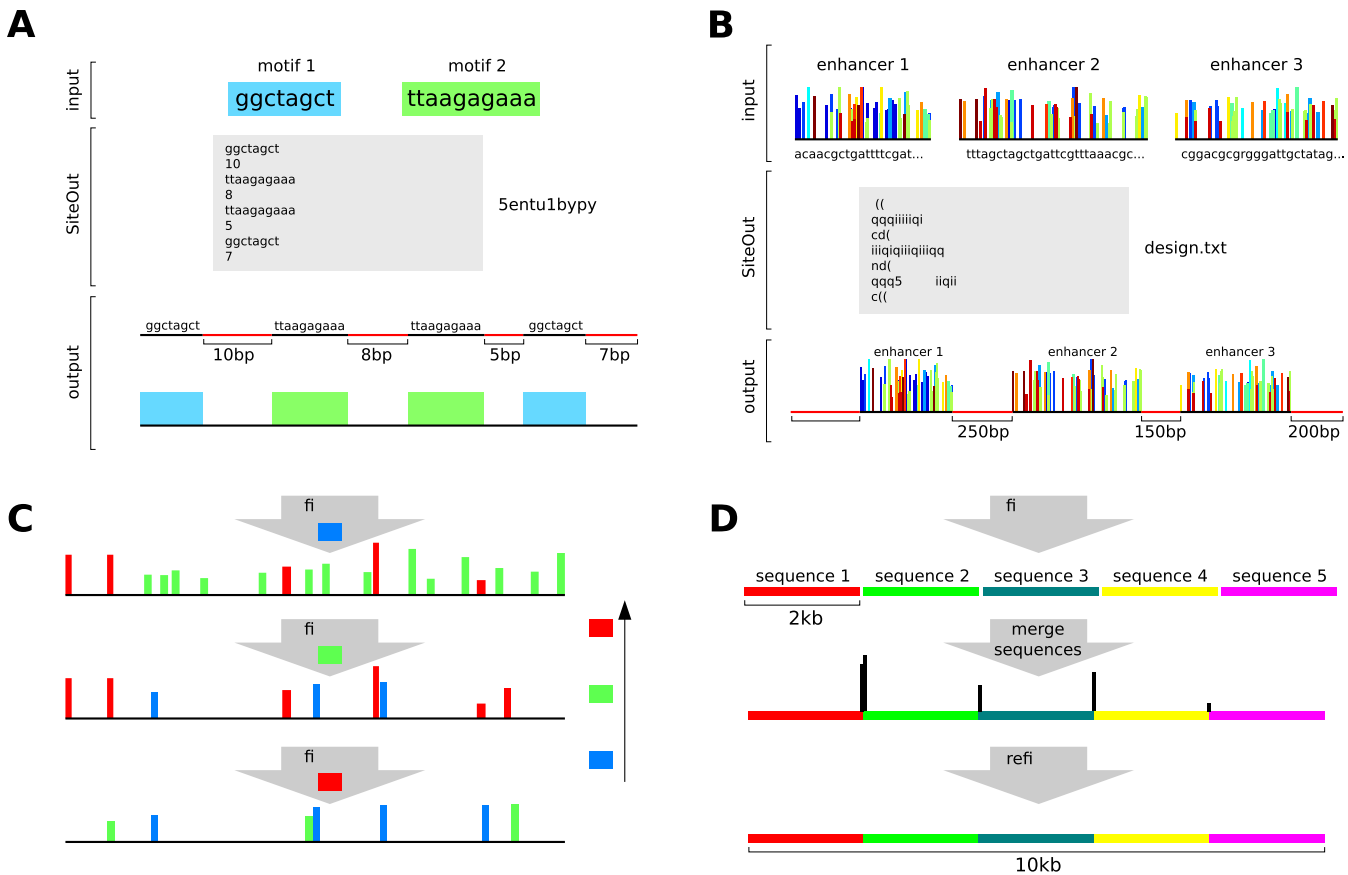 A
motif 1
motif 2
input
ggctagct
ttaagagaaa
SiteOut
ggctagct
10
ttaagagaaa
8
ttaagagaaa
5
ggctagct
7
5entu1bypy
output
ggctagct
ttaagagaaa
ttaagagaaa
ggctagct
10bp
8bp
5bp
7bp
B
enhancer 1
enhancer 2
enhancer 3
input
acaacgctgattttcgat...
tttagctagctgattcgtttaaacgc...
cggacgcgrgggattgctatag...
SiteOut
((
qqqiiiiiqi
cd(
iiiqiqiiiqiiiqq
nd(
qqq5 iiqii
c((
design.txt
output
enhancer 1
enhancer 2
enhancer 3
250bp
150bp
200bp
C
fi
fi
fi
D
fi
sequence 1
sequence 2
sequence 3
sequence 4
sequence 5
2kb
merge
sequences
refi
10kb